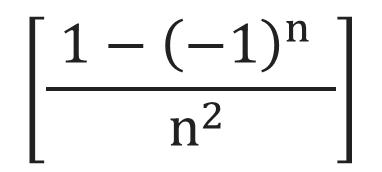 [(1 − (−1)ⁿ) / n²]